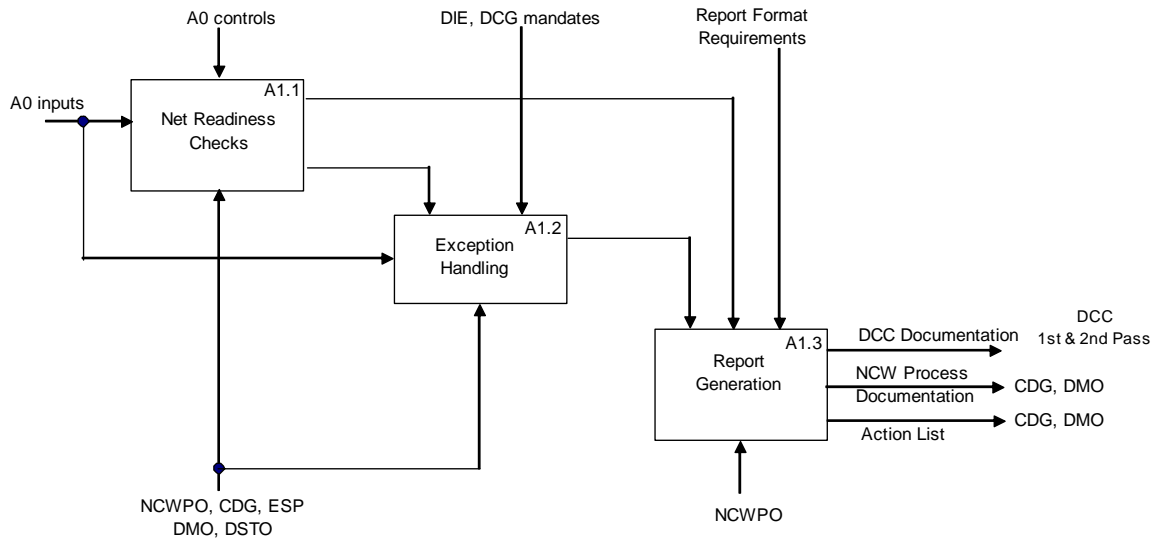 A0 controls
DIE, DCG mandates
Report Format
Requirements
A0 inputs
A1.1
Net Readiness
Checks
A1.2
Exception
Handling
A1.3
Report
Generation
DCC Documentation
DCC
1st & 2nd Pass
NCW Process
Documentation
CDG, DMO
Action List
CDG, DMO
NCWPO, CDG, ESP
DMO, DSTO
NCWPO